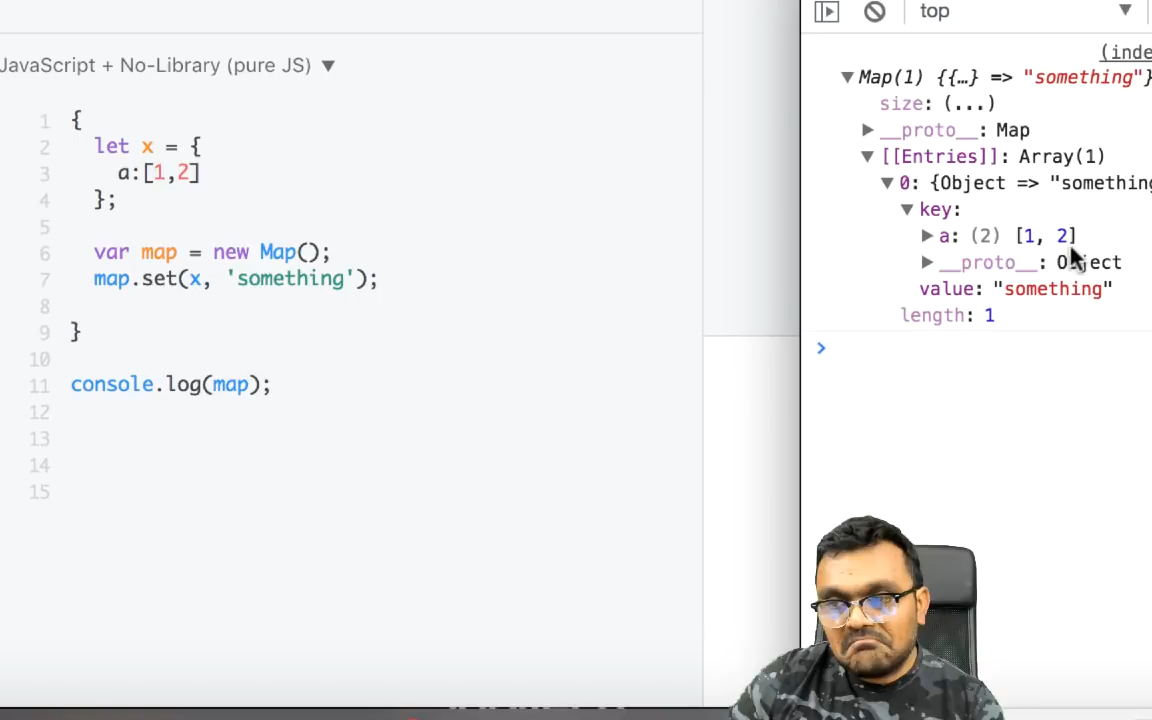 JavaScript + No-Library (pure JS) ▼
1 {
2 let x = {
3 a:[1,2]
4 };
5
6 var map = new Map();
7 map.set(x, 'something');
8
9 }
10
11 console.log(map);
12
13
14
15
top ▼
(inde
▼Map(1) {{…} => "something"}
size: (...)
▶__proto__: Map
▼[[Entries]]: Array(1)
▼0: {Object => "something
▼key:
▶a: (2) [1, 2]
▶__proto__: Object
value: "something"
length: 1
>